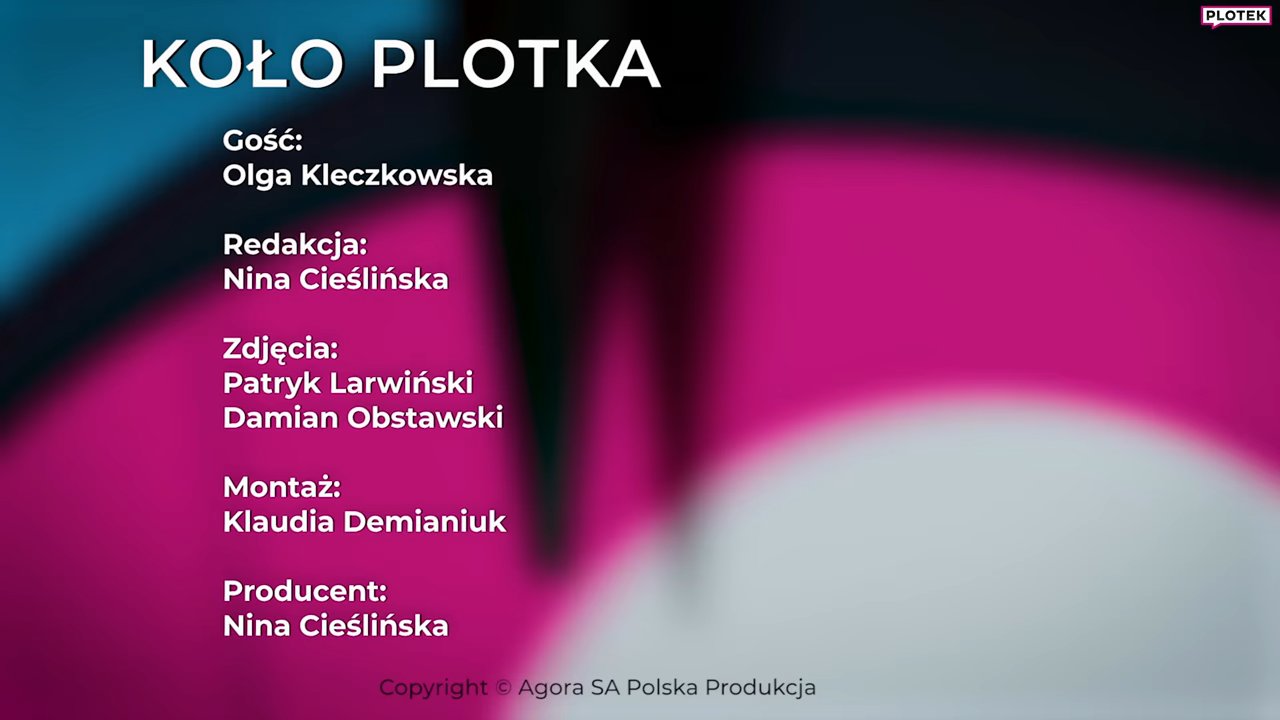 PLOTEK
KOŁO PLOTKA
Gość:
Olga Kleczkowska
Redakcja:
Nina Cieślińska
Zdjęcia:
Patryk Larwiński
Damian Obstawski
Montaż:
Klaudia Demianiuk
Producent:
Nina Cieślińska
Copyright © Agora SA Polska Produkcja